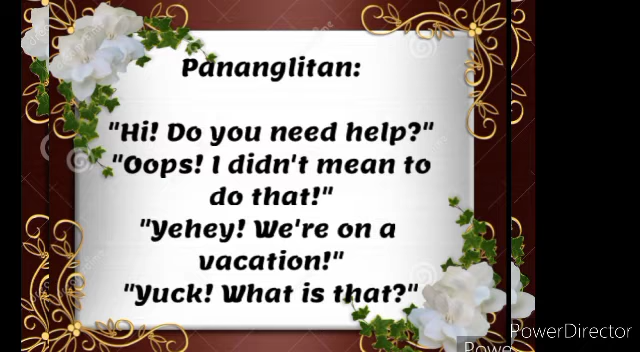 Pananglitan:
"Hi! Do you need help?"
"Oops! I didn't mean to
do that!"
"Yehey! We're on a
vacation!"
"Yuck! What is that?"
PowerDirector
Powe